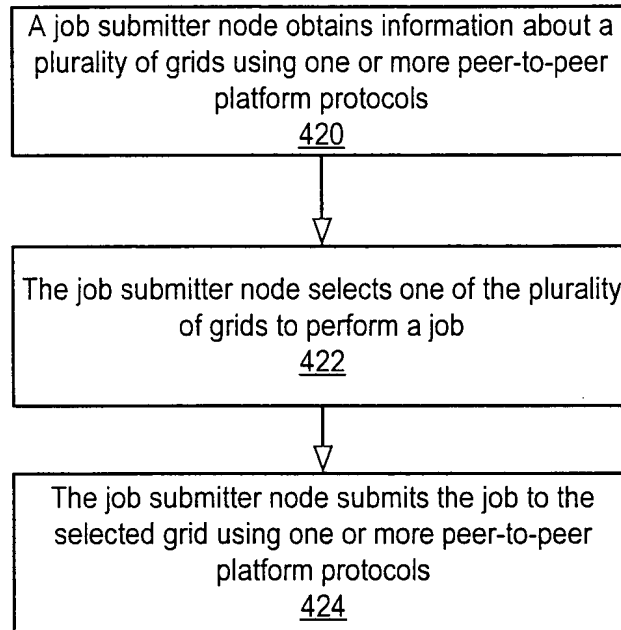 A job submitter node obtains information about a
plurality of grids using one or more peer-to-peer
platform protocols
420
The job submitter node selects one of the plurality
of grids to perform a job
422
The job submitter node submits the job to the
selected grid using one or more peer-to-peer
platform protocols
424